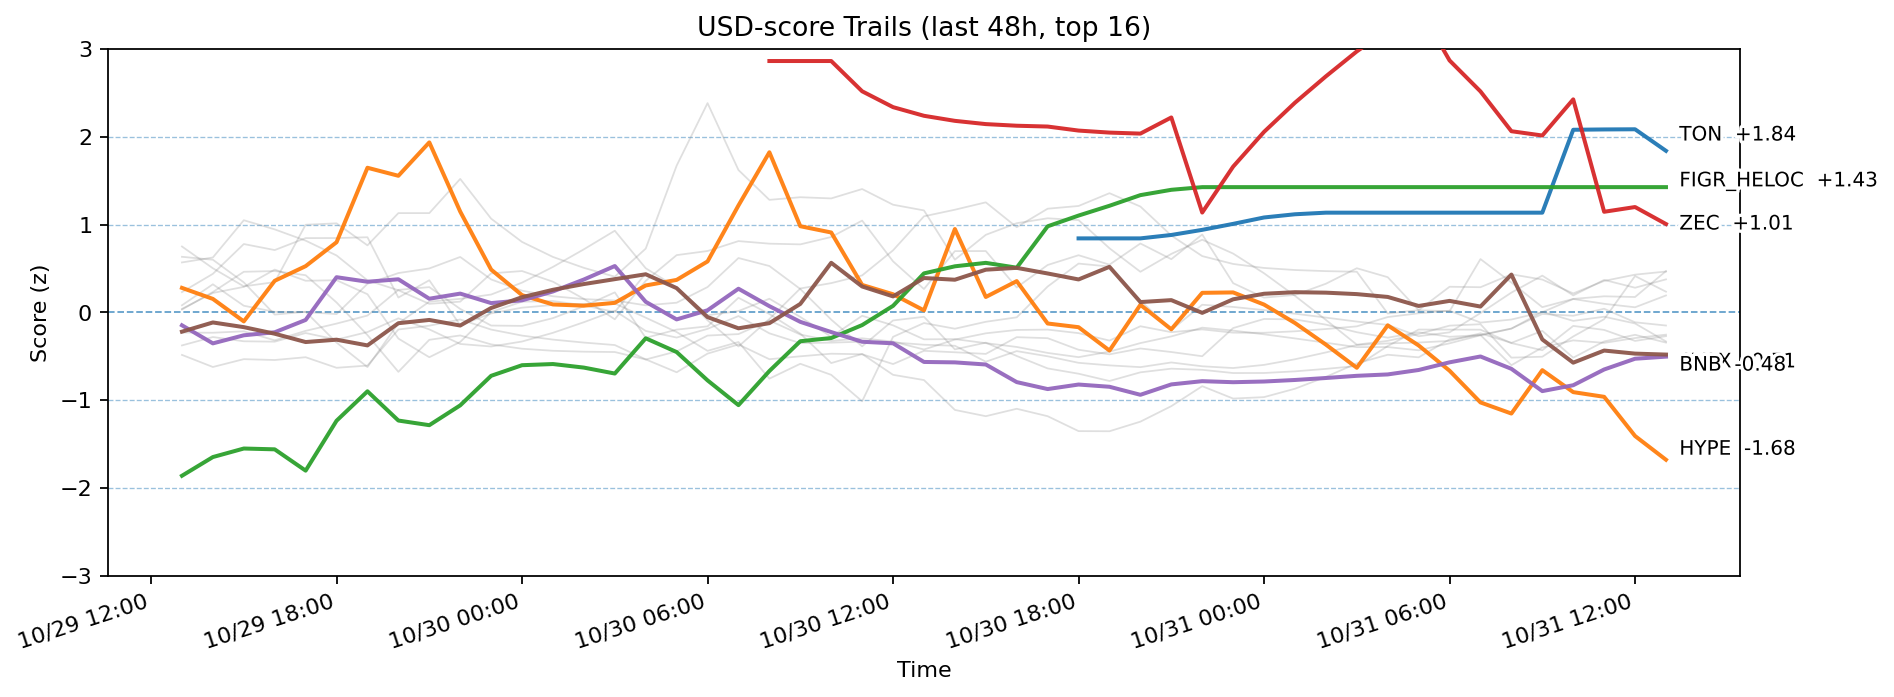 USD-score Trails (last 48h, top 16)
Score (z)
3
2
1
0
−1
−2
−3
TON +1.84
FIGR_HELOC +1.43
ZEC +1.01
BNB -0.48
HYPE -1.68
10/29 12:00
10/29 18:00
10/30 00:00
10/30 06:00
10/30 12:00
10/30 18:00
10/31 00:00
10/31 06:00
10/31 12:00
Time